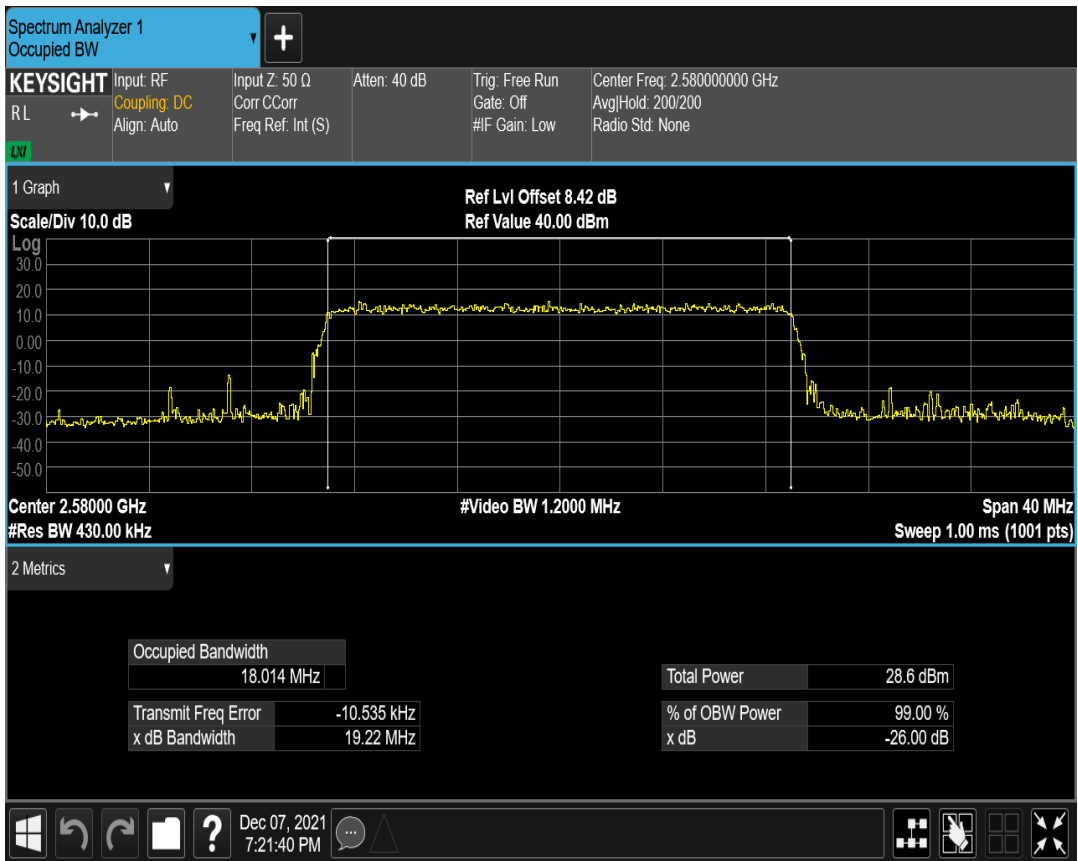 Spectrum Analyzer 1
Occupied BW
KEYSIGHT
RL
LXI
Input: RF
Coupling: DC
Align: Auto
Input Z: 50 Ω
Corr CCorr
Freq Ref: Int (S)
Atten: 40 dB
Trig: Free Run
Gate: Off
#IF Gain: Low
Center Freq: 2.580000000 GHz
Avg|Hold: 200/200
Radio Std: None
1 Graph
Scale/Div 10.0 dB
Ref Lvl Offset 8.42 dB
Ref Value 40.00 dBm
Log
30.0
20.0
10.0
0.00
-10.0
-20.0
-30.0
-40.0
-50.0
Center 2.58000 GHz
#Res BW 430.00 kHz
#Video BW 1.2000 MHz
Span 40 MHz
Sweep 1.00 ms (1001 pts)
2 Metrics
Occupied Bandwidth
18.014 MHz
Transmit Freq Error -10.535 kHz
x dB Bandwidth 19.22 MHz
Total Power 28.6 dBm
% of OBW Power 99.00 %
x dB -26.00 dB
?
Dec 07, 2021
7:21:40 PM